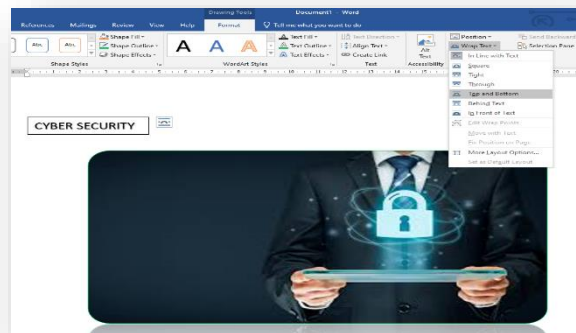 Drawing Tools Document1 Word
References Mailings Review View Help Format Tell me what you want to do
Abc Abc Shape Fill A A A Text Fill Text Direction Position Send Backward
Shape Outline Text Outline Align Text Alt Text Wrap Text Selection Pane
Shape Effects Text Effects Create Link
Shape Styles WordArt Styles Text Accessibility
In Line with Text
Square
Tight
Through
Top and Bottom
Behind Text
In Front of Text
Edit Wrap Points
Move with Text
Fix Position on Page
More Layout Options...
Set as Default Layout
CYBER SECURITY